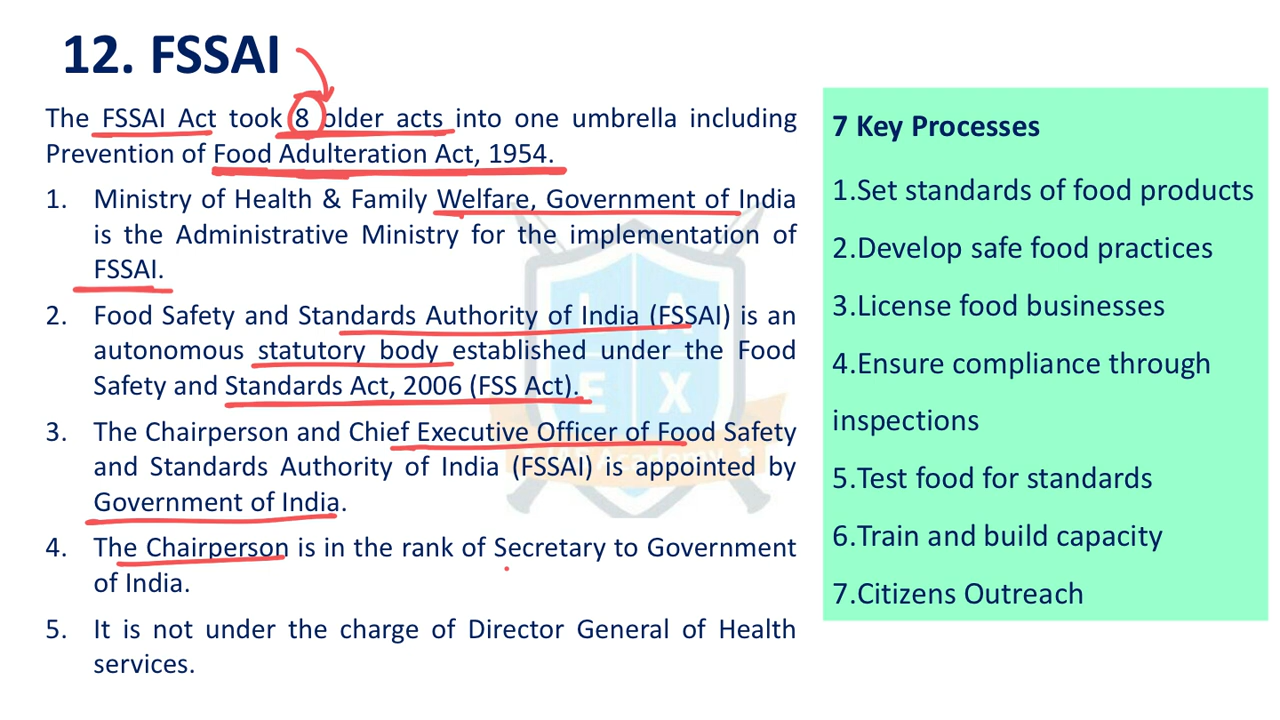 12. FSSAI
The FSSAI Act took 8 older acts into one umbrella including
Prevention of Food Adulteration Act, 1954.
1. Ministry of Health & Family Welfare, Government of India
is the Administrative Ministry for the implementation of
FSSAI.
2. Food Safety and Standards Authority of India (FSSAI) is an
autonomous statutory body established under the Food
Safety and Standards Act, 2006 (FSS Act).
3. The Chairperson and Chief Executive Officer of Food Safety
and Standards Authority of India (FSSAI) is appointed by
Government of India.
4. The Chairperson is in the rank of Secretary to Government
of India.
5. It is not under the charge of Director General of Health
services.
7 Key Processes
1.Set standards of food products
2.Develop safe food practices
3.License food businesses
4.Ensure compliance through
inspections
5.Test food for standards
6.Train and build capacity
7.Citizens Outreach
I A
E X